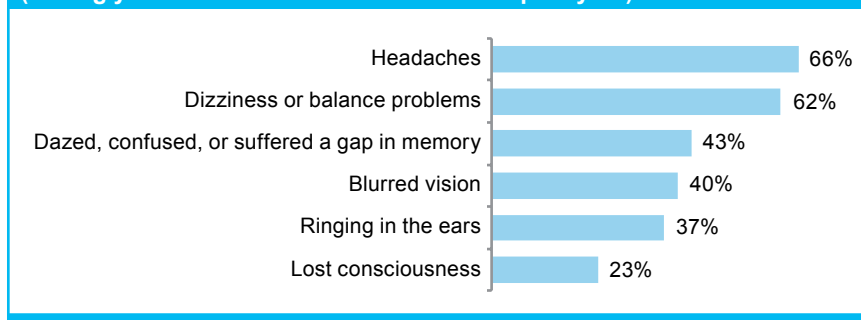 Headaches 66%
Dizziness or balance problems 62%
Dazed, confused, or suffered a gap in memory 43%
Blurred vision 40%
Ringing in the ears 37%
Lost consciousness 23%